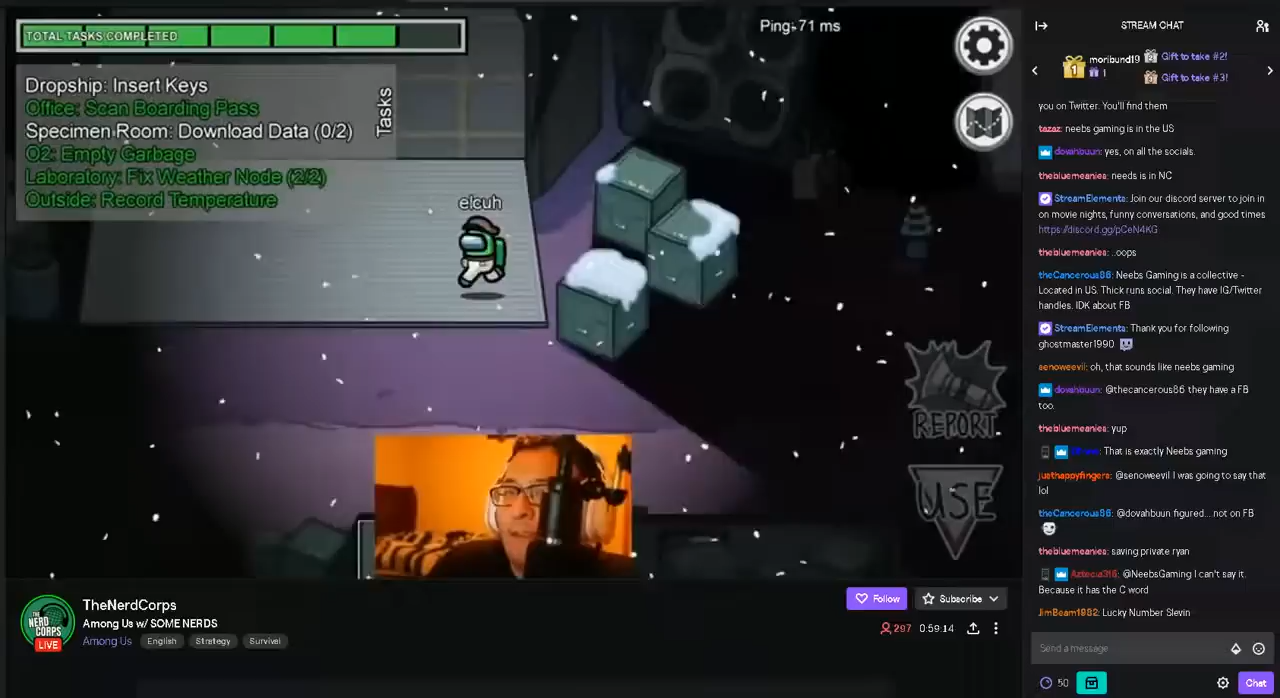 TOTAL TASKS COMPLETED
Ping: 71 ms
Dropship: Insert Keys
Office: Scan Boarding Pass
Specimen Room: Download Data (0/2)
O2: Empty Garbage
Laboratory: Fix Weather Node (2/2)
Outside: Record Temperature
Tasks
elcuh
REPORT
USE
THE
NERD
CORPS
LIVE
TheNerdCorps
Among Us w/ SOME NERDS
Among Us English Strategy Survival
Follow Subscribe
297 0:59:14
STREAM CHAT
1 moribund19 1
2 Gift to take #2!
3 Gift to take #3!
you on Twitter. You'll find them
tazaz: neebs gaming is in the US
dovahbuun: yes, on all the socials.
thebluemeanies: needs is in NC
StreamElements: Join our discord server to join in
on movie nights, funny conversations, and good times
https://discord.gg/pCeN4KG
thebluemeanies: ..oops
theCancerous86: Neebs Gaming is a collective -
Located in US. Thick runs social. They have IG/Twitter
handles. IDK about FB
StreamElements: Thank you for following
ghostmaster1990
senoweevil: oh, that sounds like neebs gaming
dovahbuun: @thecancerous86 they have a FB
too.
thebluemeanies: yup
That is exactly Neebs gaming
justhappyfingers: @senoweevil I was going to say that
lol
theCancerous86: @dovahbuun figured... not on FB
thebluemeanies: saving private ryan
Azteca316: @NeebsGaming I can't say it.
Because it has the C word
JimBeam1982: Lucky Number Slevin
Send a message
50 Chat